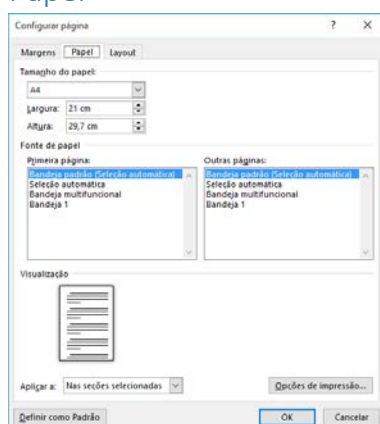 Papel
Configurar página ? X
Margens Papel Layout
Tamanho do papel:
A4
Largura: 21 cm
Altura: 29,7 cm
Fonte de papel
Primeira página: Outras páginas:
Bandeja padrão (Seleção automática) Bandeja padrão (Seleção automática)
Seleção automática Seleção automática
Bandeja multifuncional Bandeja multifuncional
Bandeja 1 Bandeja 1
Visualização
Aplicar a: Nas seções selecionadas Opções de impressão...
Definir como Padrão OK Cancelar